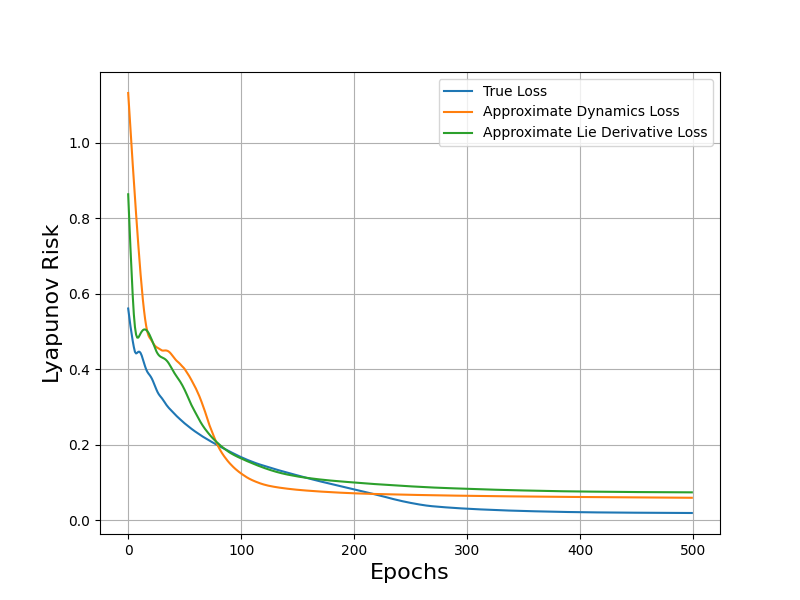 True Loss
Approximate Dynamics Loss
Approximate Lie Derivative Loss
Lyapunov Risk
1.0
0.8
0.6
0.4
0.2
0.0
0 100 200 300 400 500
Epochs